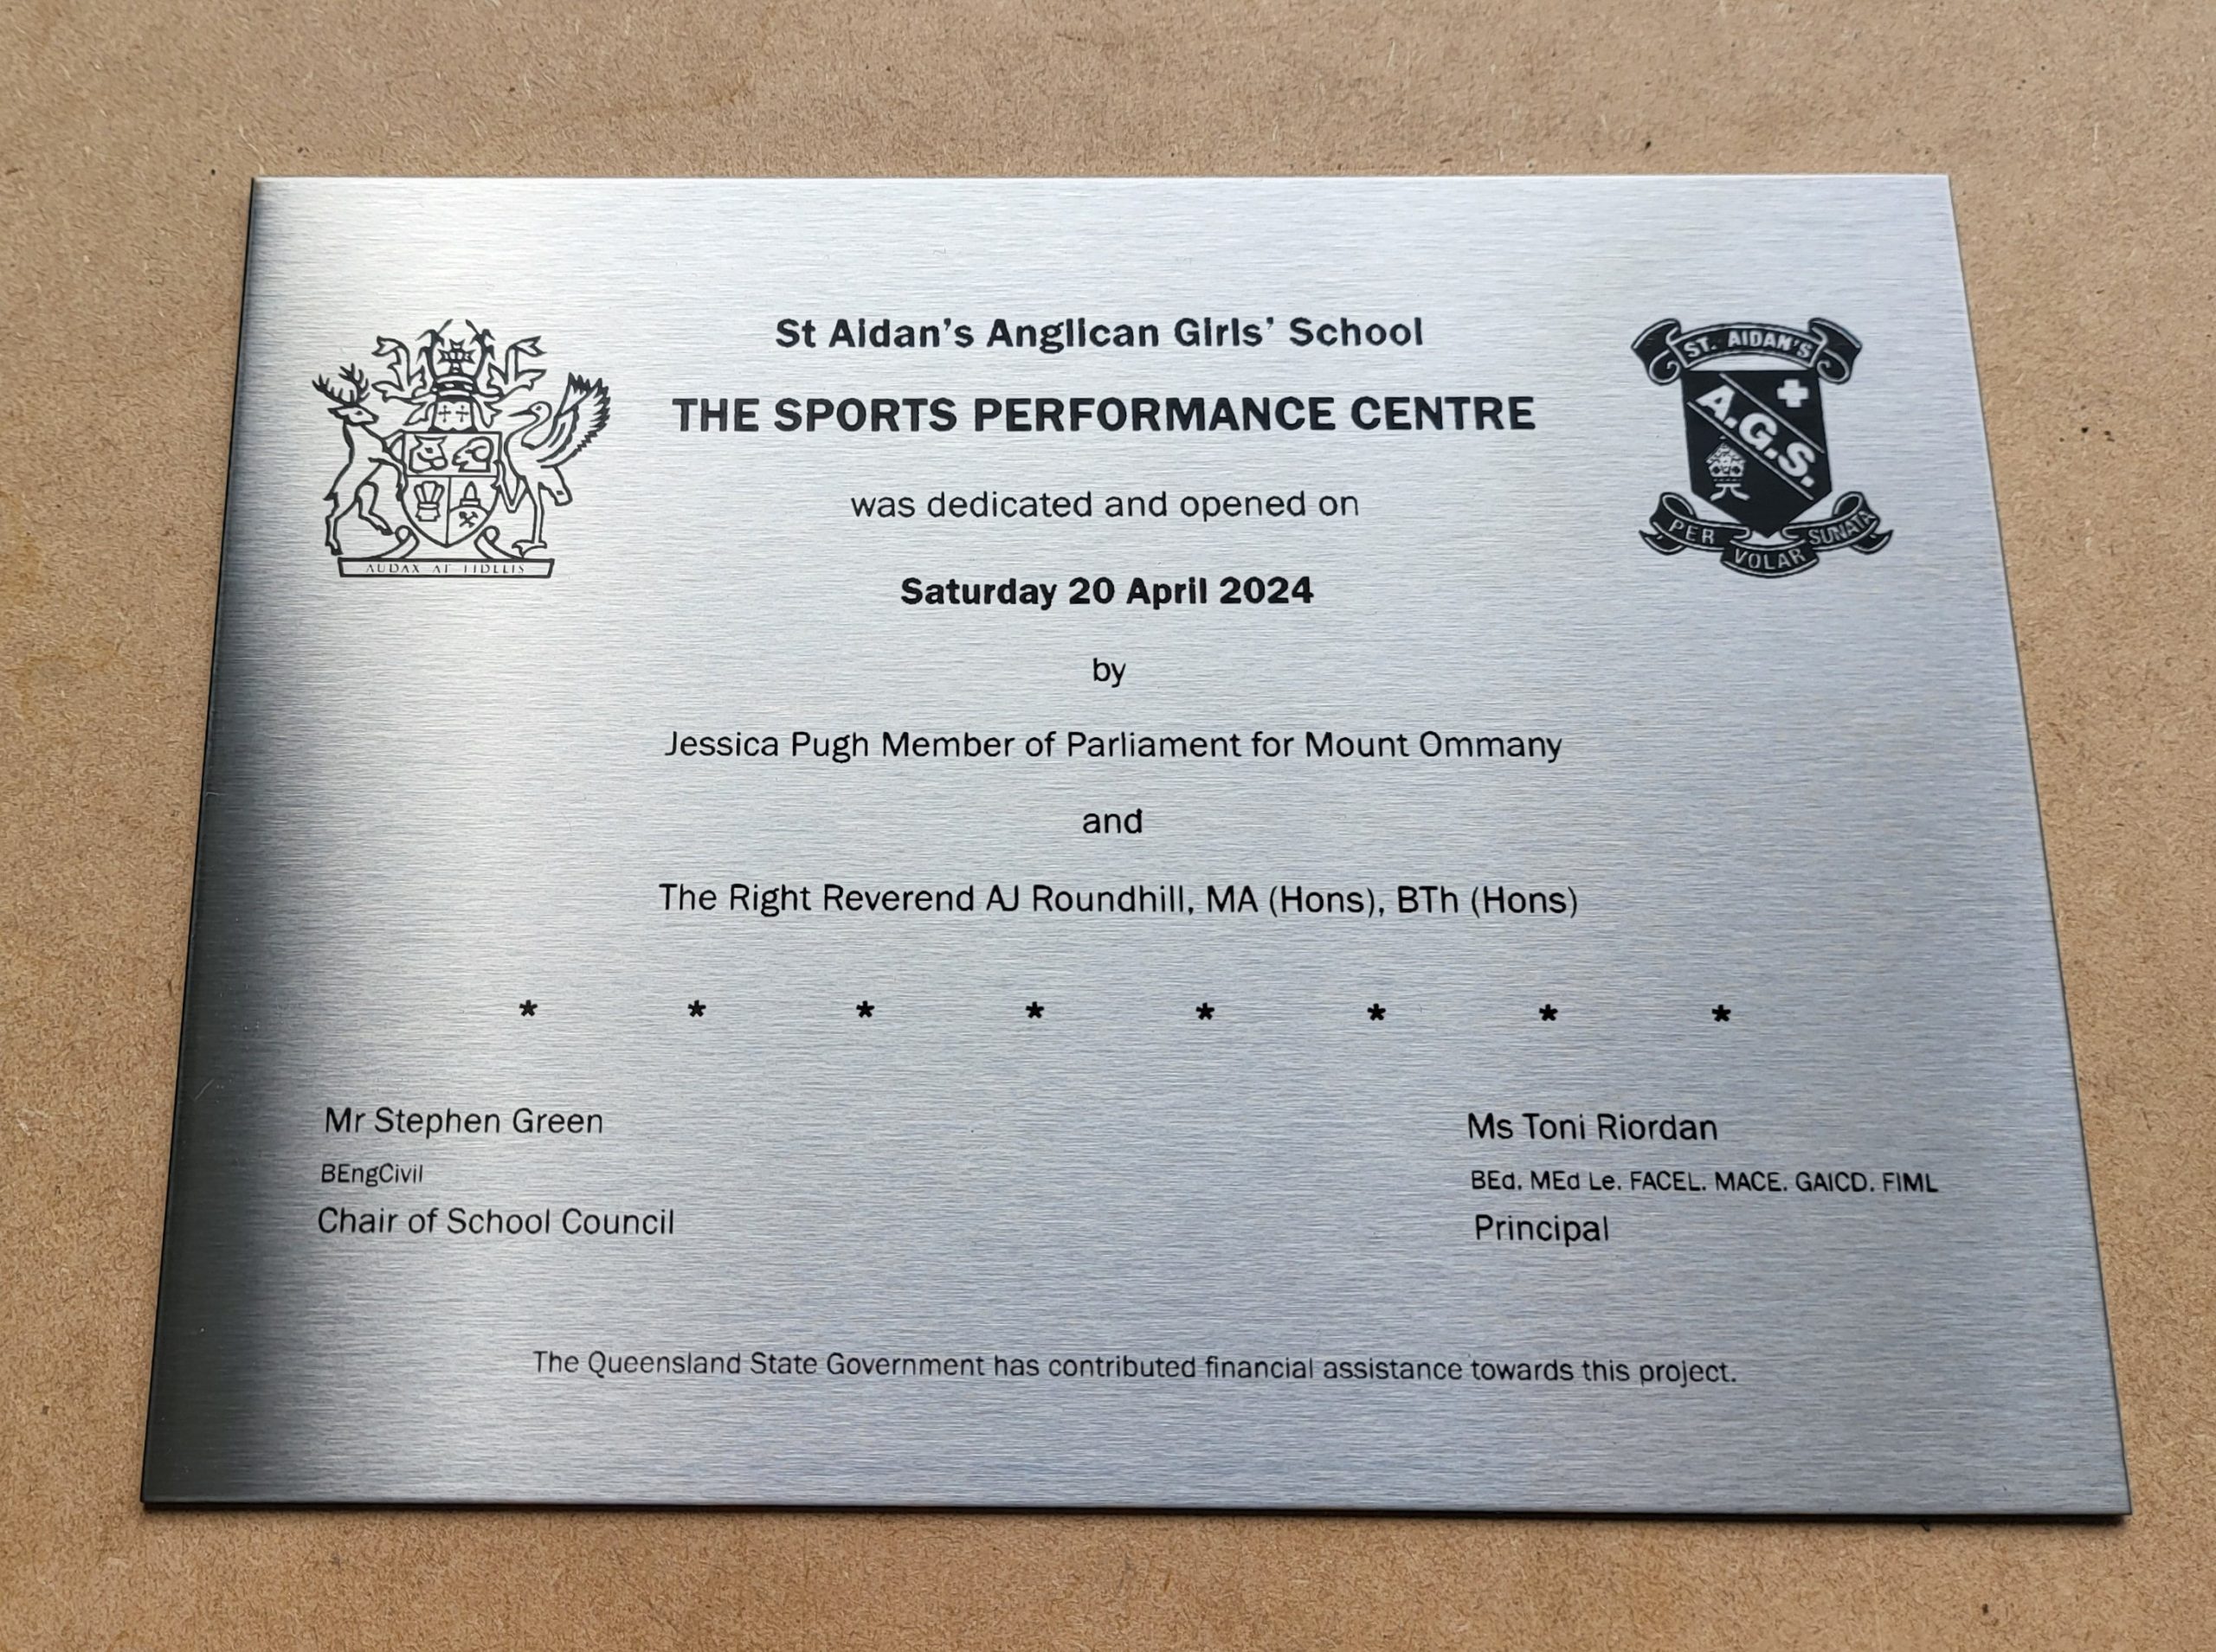 St Aidan's Anglican Girls' School
THE SPORTS PERFORMANCE CENTRE
was dedicated and opened on
Saturday 20 April 2024
by
Jessica Pugh Member of Parliament for Mount Ommany
and
The Right Reverend AJ Roundhill, MA (Hons), BTh (Hons)
* * * * * * * *
Mr Stephen Green
BEngCivil
Chair of School Council
Ms Toni Riordan
BEd. MEd Le. FACEL. MACE. GAICD. FIML
Principal
The Queensland State Government has contributed financial assistance towards this project.
AUDAX AT FIDELIS
ST. AIDAN'S
A.G.S.
PER VOLAR SUNATA